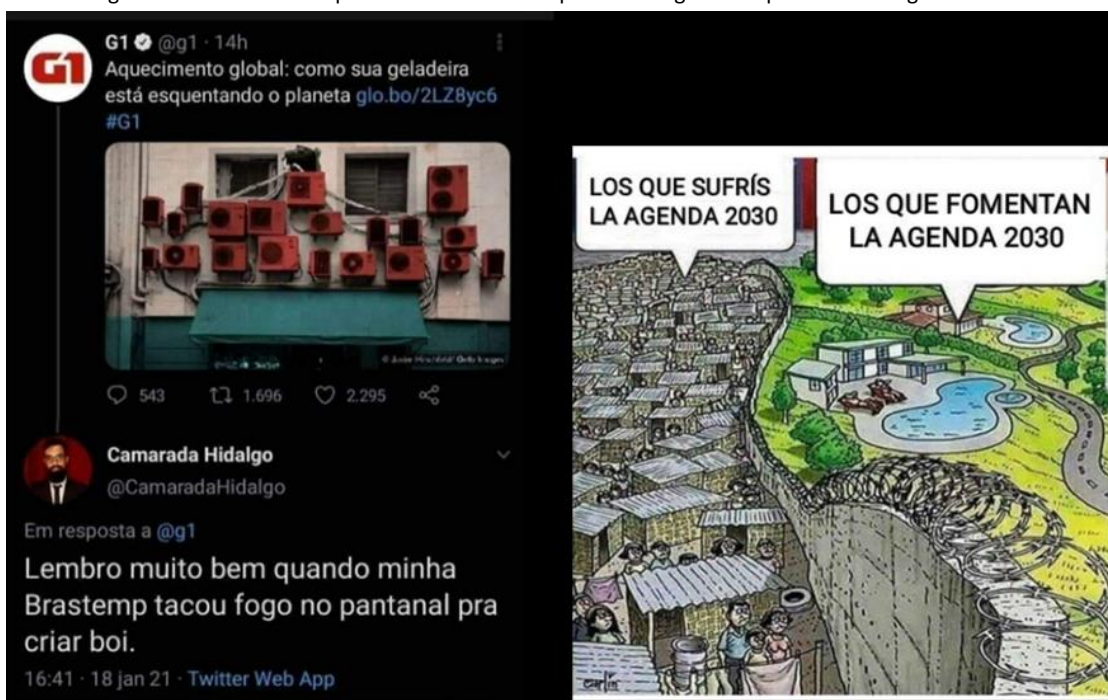 G1 @g1 · 14h
Aquecimento global: como sua geladeira
está esquentando o planeta glo.bo/2LZ8yc6
#G1
543 1.696 2.295
Camarada Hidalgo
@CamaradaHidalgo
Em resposta a @g1
Lembro muito bem quando minha
Brastemp tacou fogo no pantanal pra
criar boi.
16:41 · 18 jan 21 · Twitter Web App
LOS QUE SUFRÍS
LA AGENDA 2030
LOS QUE FOMENTAN
LA AGENDA 2030